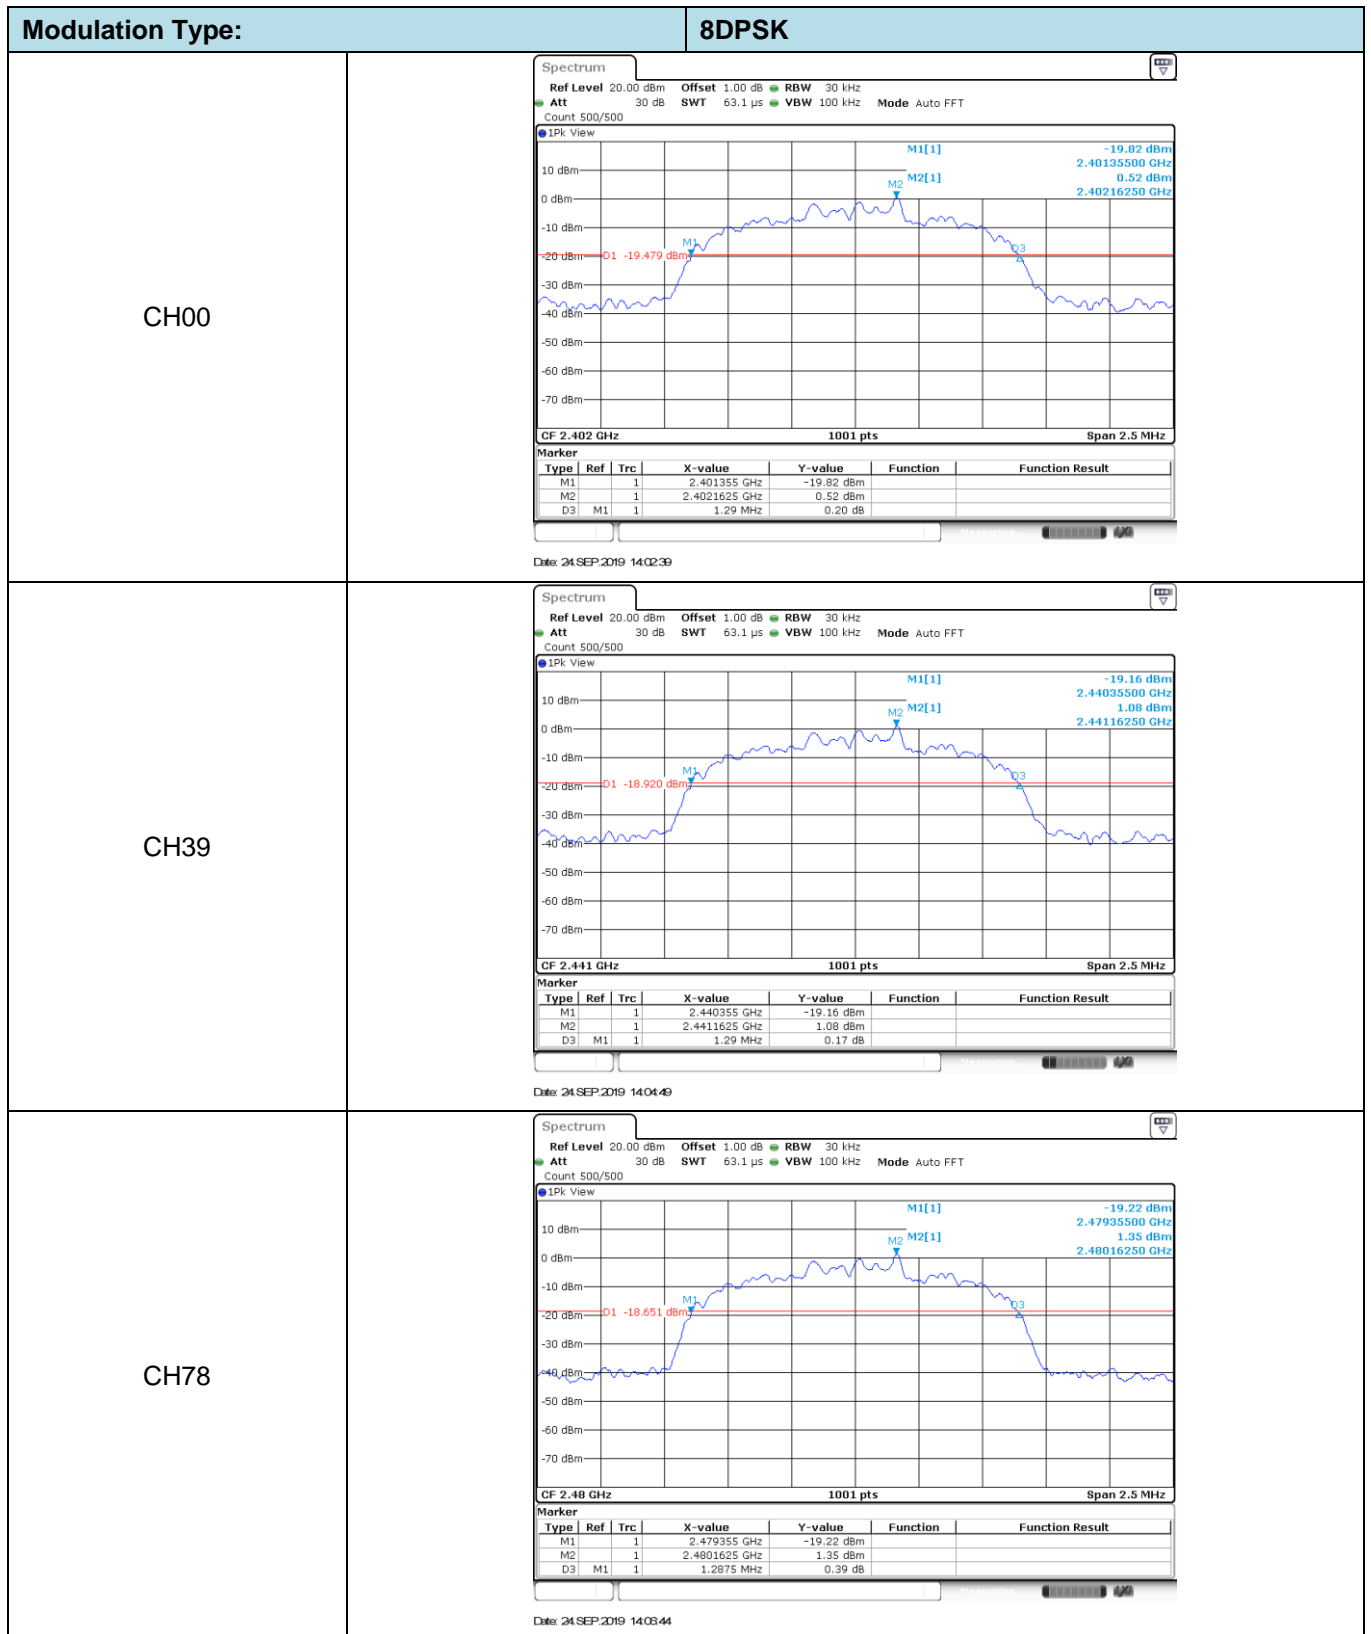 Modulation Type: 8DPSK
CH00
Spectrum
Ref Level 20.00 dBm Offset 1.00 dB RBW 30 kHz
Att 30 dB SWT 63.1 µs VBW 100 kHz Mode Auto FFT
Count 500/500
1Pk View
M1[1] -19.82 dBm
2.40135500 GHz
M2[1] 0.52 dBm
2.40216250 GHz
10 dBm
M2
0 dBm
-10 dBm
M1
D3
-20 dBm D1 -19.479 dBm
-30 dBm
-40 dBm
-50 dBm
-60 dBm
-70 dBm
CF 2.402 GHz 1001 pts Span 2.5 MHz
Marker
Type Ref Trc X-value Y-value Function Function Result
M1 1 2.401355 GHz -19.82 dBm
M2 1 2.4021625 GHz 0.52 dBm
D3 M1 1 1.29 MHz 0.20 dB
Date: 24.SEP.2019 14:02:39
CH39
Spectrum
Ref Level 20.00 dBm Offset 1.00 dB RBW 30 kHz
Att 30 dB SWT 63.1 µs VBW 100 kHz Mode Auto FFT
Count 500/500
1Pk View
M1[1] -19.16 dBm
2.44035500 GHz
M2[1] 1.08 dBm
2.44116250 GHz
10 dBm
M2
0 dBm
-10 dBm
M1
D3
-20 dBm D1 -18.920 dBm
-30 dBm
-40 dBm
-50 dBm
-60 dBm
-70 dBm
CF 2.441 GHz 1001 pts Span 2.5 MHz
Marker
Type Ref Trc X-value Y-value Function Function Result
M1 1 2.440355 GHz -19.16 dBm
M2 1 2.4411625 GHz 1.08 dBm
D3 M1 1 1.29 MHz 0.17 dB
Date: 24.SEP.2019 14:04:49
CH78
Spectrum
Ref Level 20.00 dBm Offset 1.00 dB RBW 30 kHz
Att 30 dB SWT 63.1 µs VBW 100 kHz Mode Auto FFT
Count 500/500
1Pk View
M1[1] -19.22 dBm
2.47935500 GHz
M2[1] 1.35 dBm
2.48016250 GHz
10 dBm
M2
0 dBm
-10 dBm
M1
D3
-20 dBm D1 -18.651 dBm
-30 dBm
-40 dBm
-50 dBm
-60 dBm
-70 dBm
CF 2.48 GHz 1001 pts Span 2.5 MHz
Marker
Type Ref Trc X-value Y-value Function Function Result
M1 1 2.479355 GHz -19.22 dBm
M2 1 2.4801625 GHz 1.35 dBm
D3 M1 1 1.2875 MHz 0.39 dB
Date: 24.SEP.2019 14:06:44